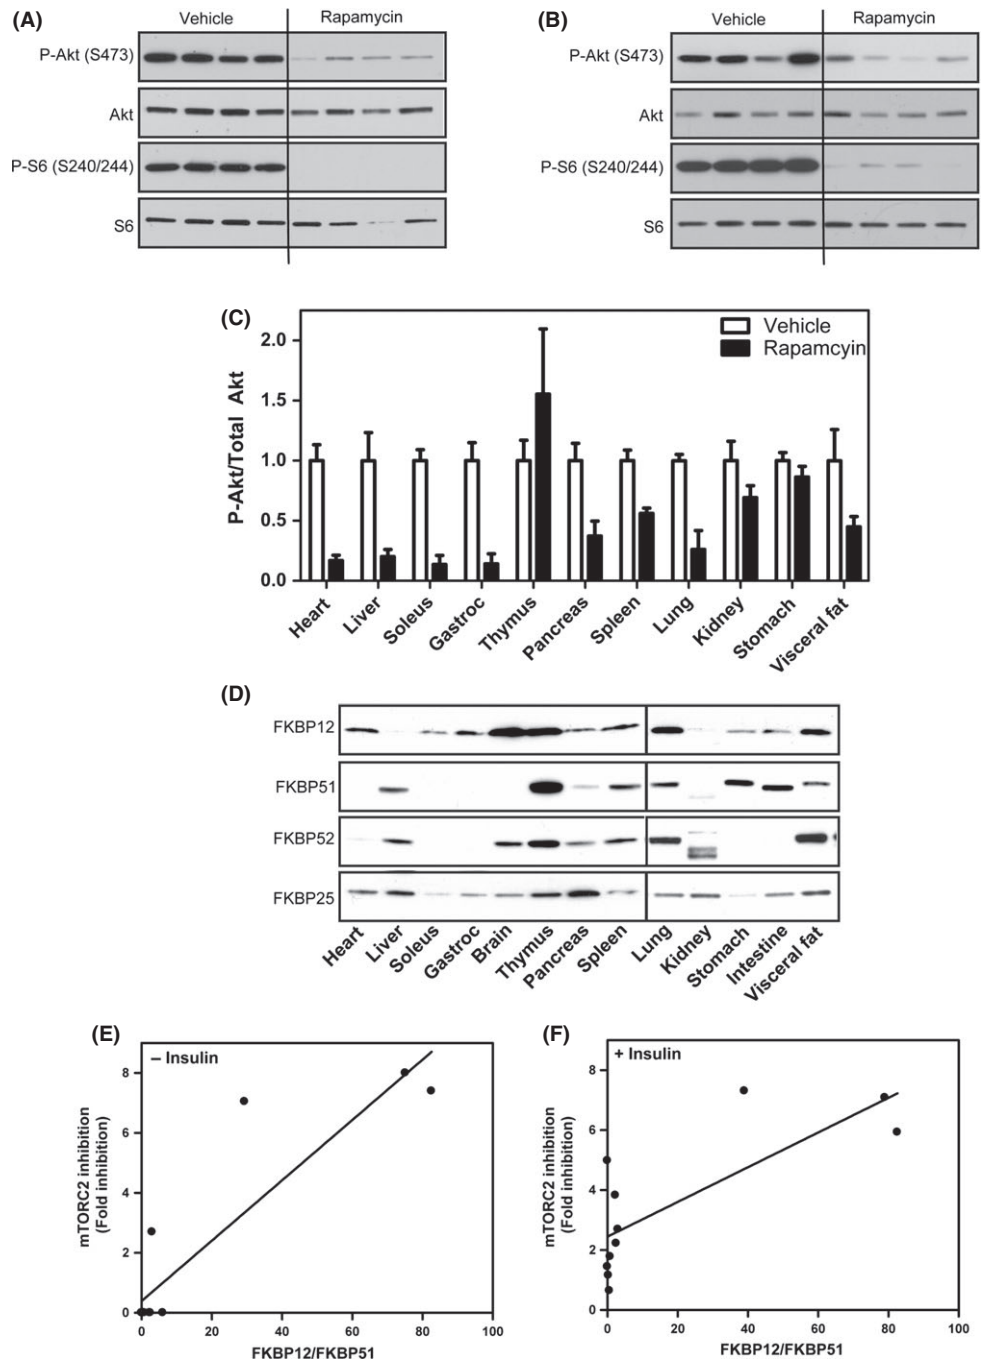 (A)
Vehicle
Rapamycin
P-Akt (S473)
Akt
P-S6 (S240/244)
S6
(B)
Vehicle
Rapamycin
P-Akt (S473)
Akt
P-S6 (S240/244)
S6
(C)
Vehicle
Rapamcyin
P-Akt/Total Akt
2.0
1.5
1.0
0.5
0.0
Heart
Liver
Soleus
Gastroc
Thymus
Pancreas
Spleen
Lung
Kidney
Stomach
Visceral fat
(D)
FKBP12
FKBP51
FKBP52
FKBP25
Heart
Liver
Soleus
Gastroc
Brain
Thymus
Pancreas
Spleen
Lung
Kidney
Stomach
Intestine
Visceral fat
(E)
– Insulin
mTORC2 inhibition
(Fold inhibition)
8
6
4
2
0
0 20 40 60 80 100
FKBP12/FKBP51
(F)
+ Insulin
mTORC2 inhibition
(Fold inhibition)
8
6
4
2
0
0 20 40 60 80 100
FKBP12/FKBP51